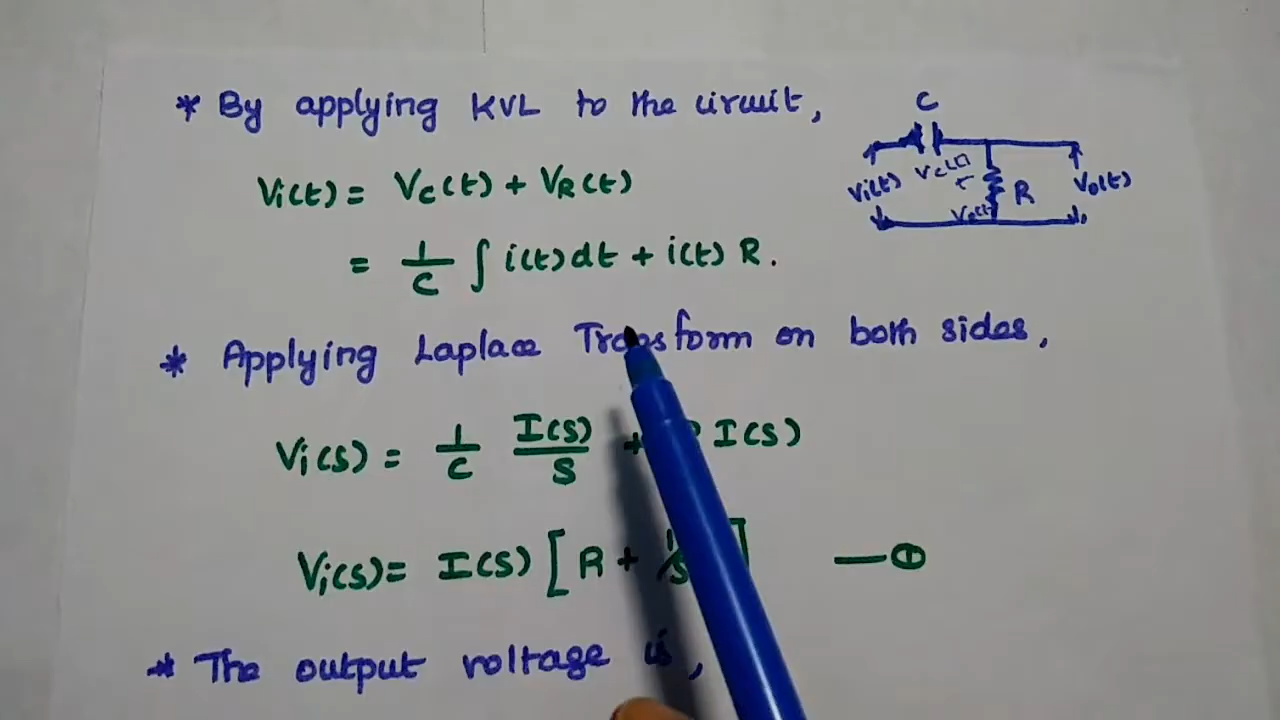 * By applying KVL to the circuit,
Vi(t) = Vc(t) + VR(t)
= 1/C ∫ i(t) dt + i(t) R.
* Applying Laplace Transform on both sides,
Vi(s) = 1/C I(s)/S + I(s)
Vi(s) = I(s) [ R + 1/S ] —①
* The output voltage is,
C
Vi(t)
R
Vo(t)